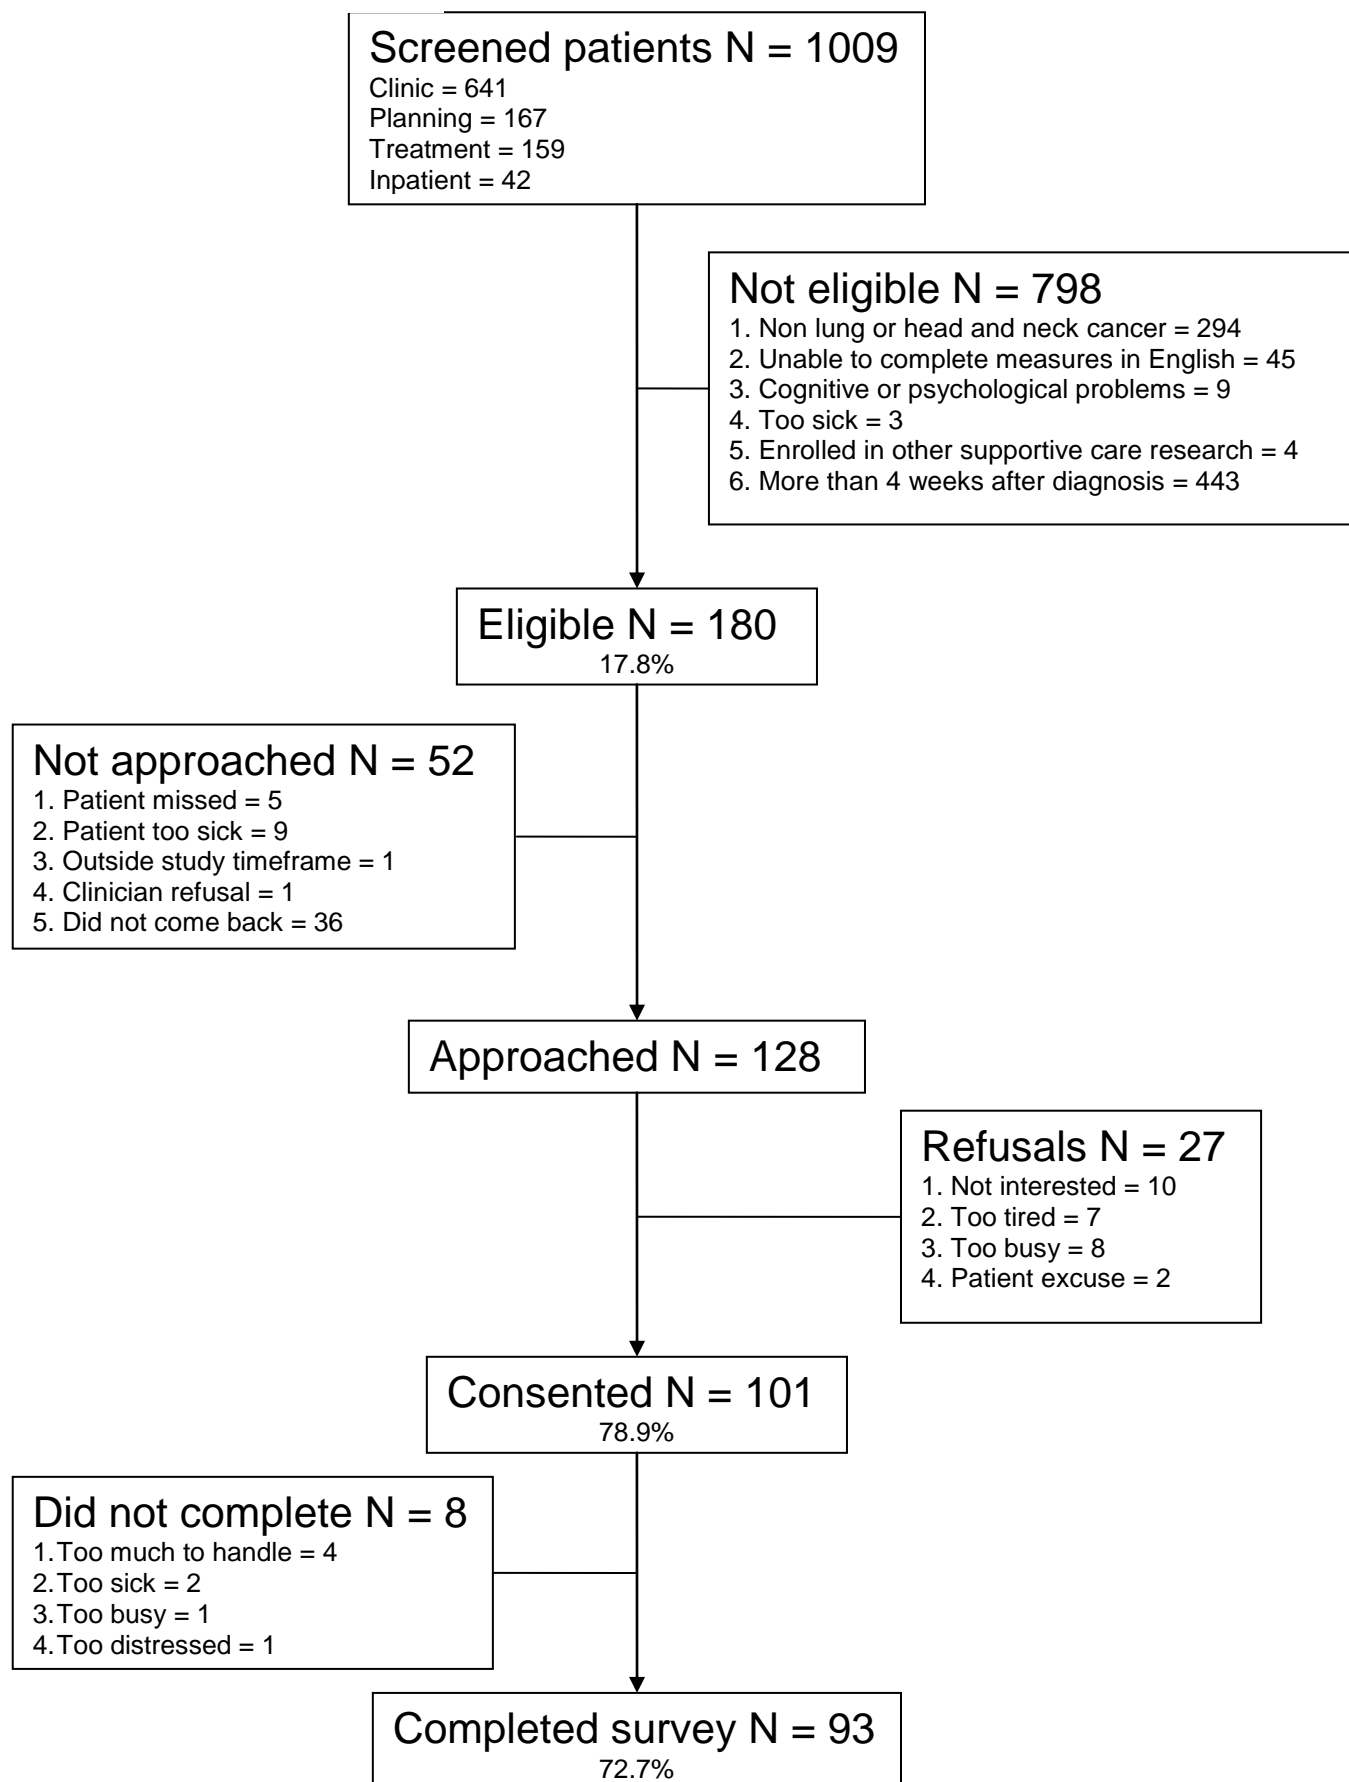 Screened patients N = 1009
Clinic = 641
Planning = 167
Treatment = 159
Inpatient = 42
Not eligible N = 798
1. Non lung or head and neck cancer = 294
2. Unable to complete measures in English = 45
3. Cognitive or psychological problems = 9
4. Too sick = 3
5. Enrolled in other supportive care research = 4
6. More than 4 weeks after diagnosis = 443
Eligible N = 180
17.8%
Not approached N = 52
1. Patient missed = 5
2. Patient too sick = 9
3. Outside study timeframe = 1
4. Clinician refusal = 1
5. Did not come back = 36
Approached N = 128
Refusals N = 27
1. Not interested = 10
2. Too tired = 7
3. Too busy = 8
4. Patient excuse = 2
Consented N = 101
78.9%
Did not complete N = 8
1. Too much to handle = 4
2. Too sick = 2
3. Too busy = 1
4. Too distressed = 1
Completed survey N = 93
72.7%